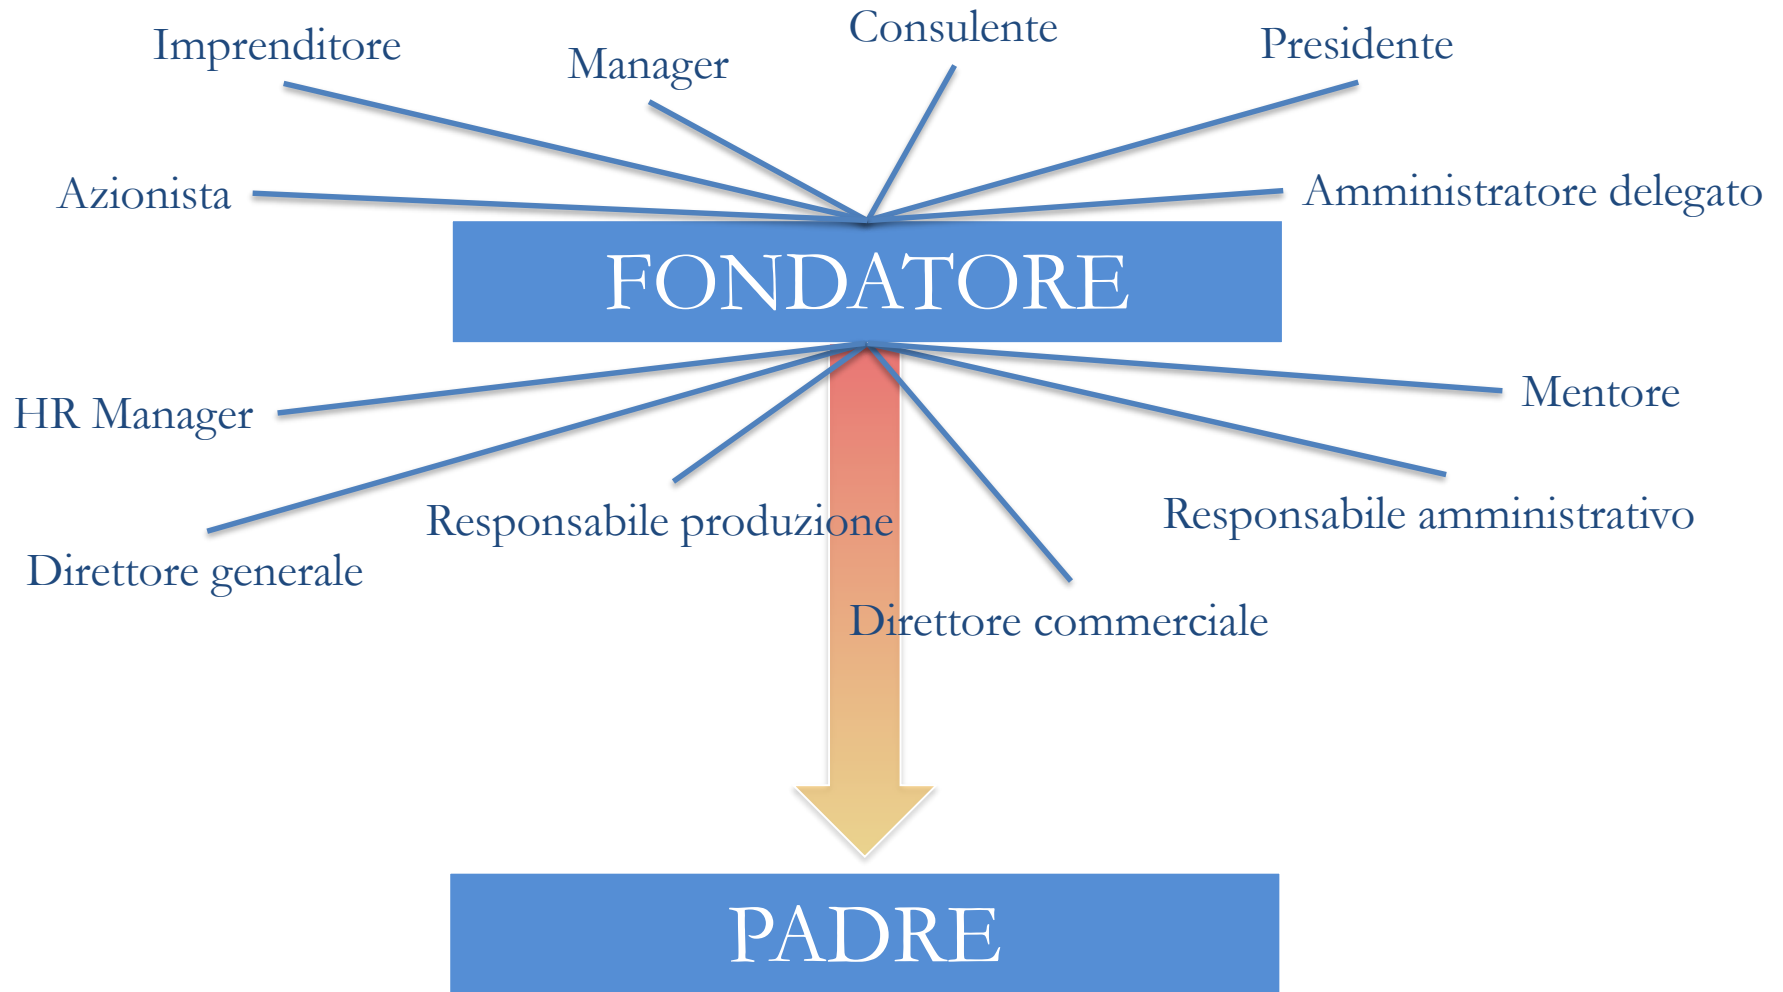 Imprenditore
Manager
Consulente
Presidente
Azionista
Amministratore delegato
FONDATORE
HR Manager
Mentore
Direttore generale
Responsabile produzione
Responsabile amministrativo
Direttore commerciale
PADRE